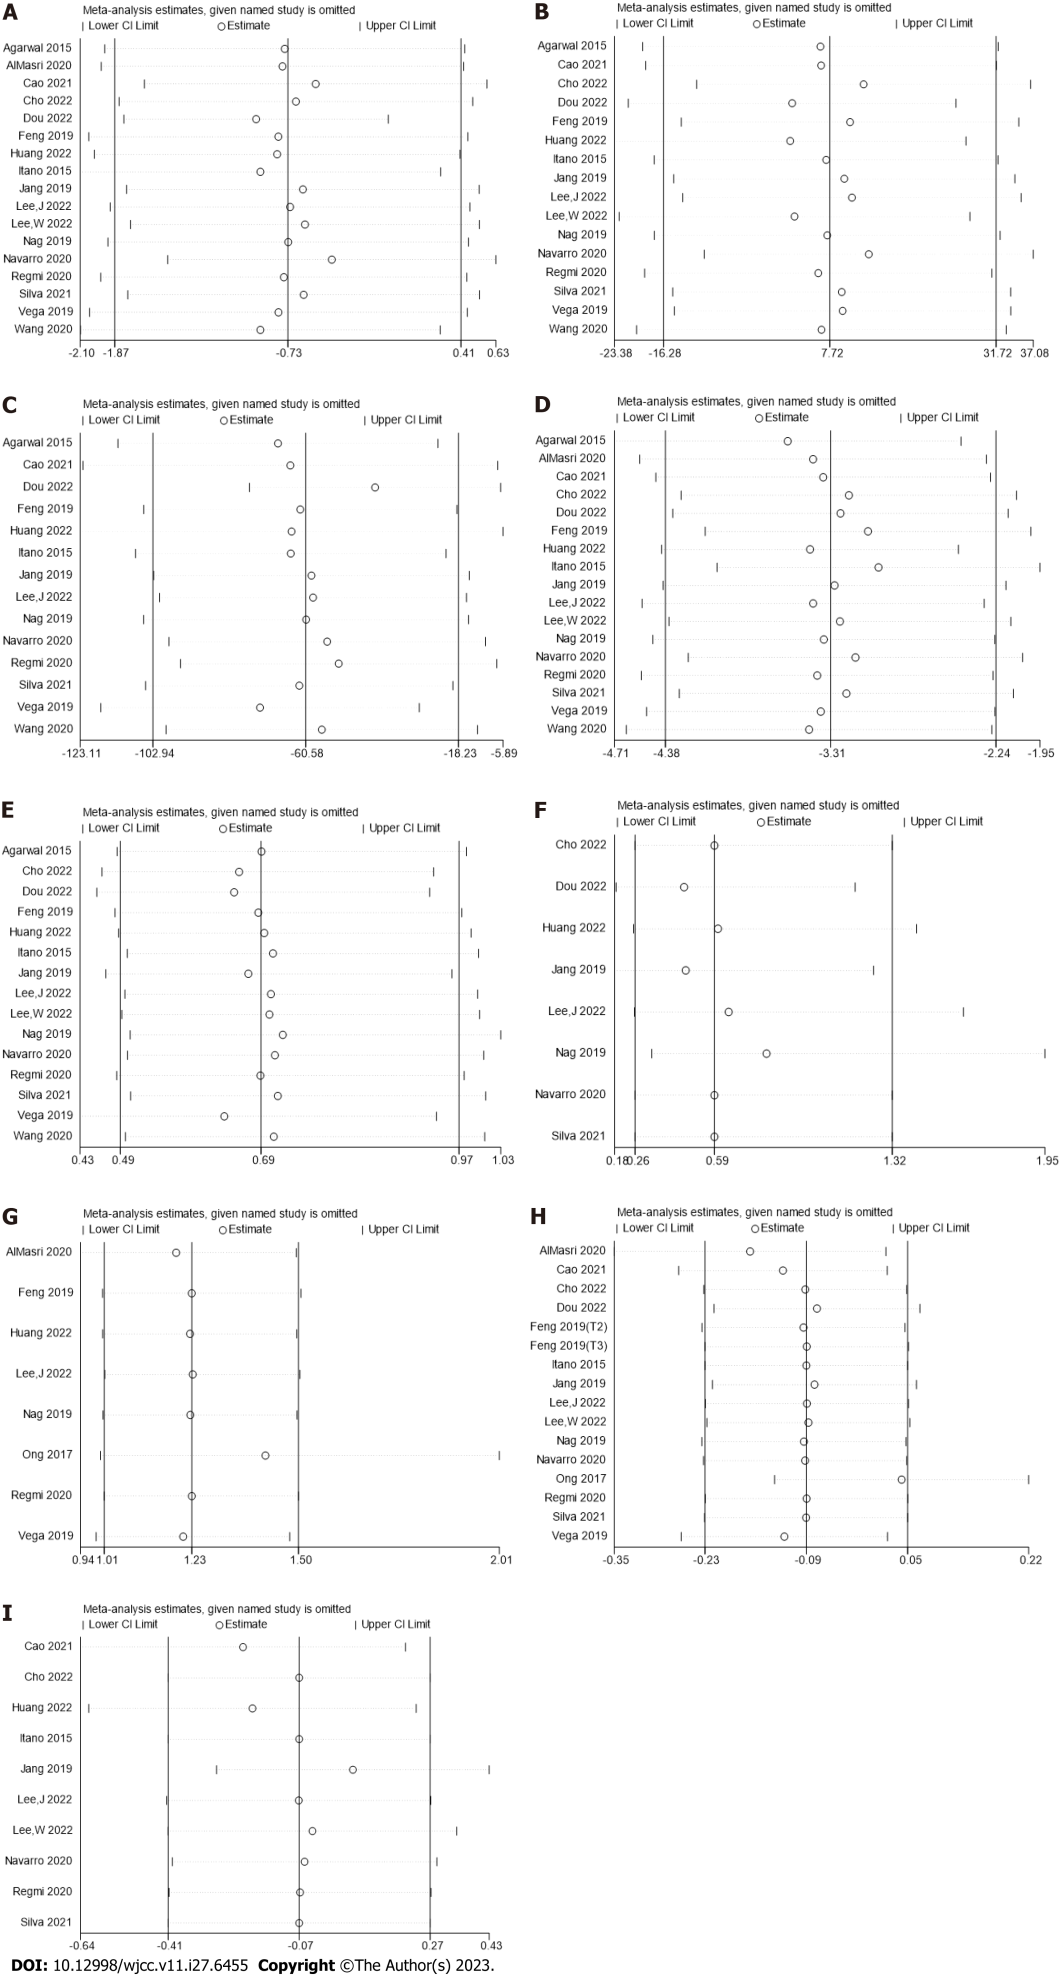 A
Meta-analysis estimates, given named study is omitted
| Lower CI Limit ○Estimate | Upper CI Limit
Agarwal 2015
AlMasri 2020
Cao 2021
Cho 2022
Dou 2022
Feng 2019
Huang 2022
Itano 2015
Jang 2019
Lee,J 2022
Lee,W 2022
Nag 2019
Navarro 2020
Regmi 2020
Silva 2021
Vega 2019
Wang 2020
-2.10 -1.87 -0.73 0.41 0.63
B
Meta-analysis estimates, given named study is omitted
| Lower CI Limit ○Estimate | Upper CI Limit
Agarwal 2015
Cao 2021
Cho 2022
Dou 2022
Feng 2019
Huang 2022
Itano 2015
Jang 2019
Lee,J 2022
Lee,W 2022
Nag 2019
Navarro 2020
Regmi 2020
Silva 2021
Vega 2019
Wang 2020
-23.38 -16.28 7.72 31.72 37.08
C
Meta-analysis estimates, given named study is omitted
| Lower CI Limit ○Estimate | Upper CI Limit
Agarwal 2015
Cao 2021
Dou 2022
Feng 2019
Huang 2022
Itano 2015
Jang 2019
Lee,J 2022
Nag 2019
Navarro 2020
Regmi 2020
Silva 2021
Vega 2019
Wang 2020
-123.11 -102.94 -60.58 -18.23 -5.89
D
Meta-analysis estimates, given named study is omitted
| Lower CI Limit ○Estimate | Upper CI Limit
Agarwal 2015
AlMasri 2020
Cao 2021
Cho 2022
Dou 2022
Feng 2019
Huang 2022
Itano 2015
Jang 2019
Lee,J 2022
Lee,W 2022
Nag 2019
Navarro 2020
Regmi 2020
Silva 2021
Vega 2019
Wang 2020
-4.71 -4.38 -3.31 -2.24 -1.95
E
Meta-analysis estimates, given named study is omitted
| Lower CI Limit ○Estimate | Upper CI Limit
Agarwal 2015
Cho 2022
Dou 2022
Feng 2019
Huang 2022
Itano 2015
Jang 2019
Lee,J 2022
Lee,W 2022
Nag 2019
Navarro 2020
Regmi 2020
Silva 2021
Vega 2019
Wang 2020
0.43 0.49 0.69 0.97 1.03
F
Meta-analysis estimates, given named study is omitted
| Lower CI Limit ○Estimate | Upper CI Limit
Cho 2022
Dou 2022
Huang 2022
Jang 2019
Lee,J 2022
Nag 2019
Navarro 2020
Silva 2021
0.18 0.26 0.59 1.32 1.95
G
Meta-analysis estimates, given named study is omitted
| Lower CI Limit ○Estimate | Upper CI Limit
AlMasri 2020
Feng 2019
Huang 2022
Lee,J 2022
Nag 2019
Ong 2017
Regmi 2020
Vega 2019
0.94 1.01 1.23 1.50 2.01
H
Meta-analysis estimates, given named study is omitted
| Lower CI Limit ○Estimate | Upper CI Limit
AlMasri 2020
Cao 2021
Cho 2022
Dou 2022
Feng 2019(T2)
Feng 2019(T3)
Itano 2015
Jang 2019
Lee,J 2022
Lee,W 2022
Nag 2019
Navarro 2020
Ong 2017
Regmi 2020
Silva 2021
Vega 2019
-0.35 -0.23 -0.09 0.05 0.22
I
Meta-analysis estimates, given named study is omitted
| Lower CI Limit ○Estimate | Upper CI Limit
Cao 2021
Cho 2022
Huang 2022
Itano 2015
Jang 2019
Lee,J 2022
Lee,W 2022
Navarro 2020
Regmi 2020
Silva 2021
-0.64 -0.41 -0.07 0.27 0.43
DOI: 10.12998/wjcc.v11.i27.6455 Copyright ©The Author(s) 2023.